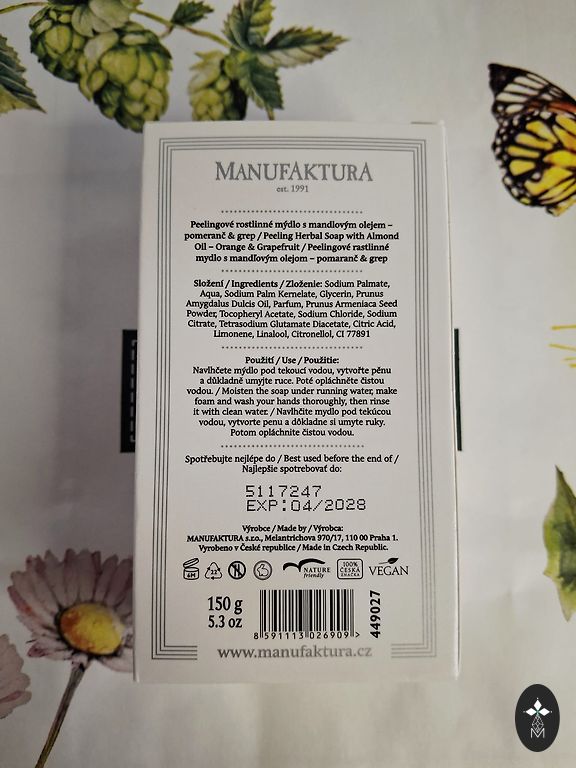 MANUFAKTURA
est. 1991
Peelingové rostlinné mýdlo s mandlovým olejem –
pomeranč & grep / Peeling Herbal Soap with Almond
Oil – Orange & Grapefruit / Peelingové rastlinné
mydlo s mandľovým olejom – pomaranč & grep
Složení / Ingredients / Zloženie: Sodium Palmate,
Aqua, Sodium Palm Kernelate, Glycerin, Prunus
Amygdalus Dulcis Oil, Parfum, Prunus Armeniaca Seed
Powder, Tocopheryl Acetate, Sodium Chloride, Sodium
Citrate, Tetrasodium Glutamate Diacetate, Citric Acid,
Limonene, Linalool, Citronellol, CI 77891
Použití / Use / Použitie:
Navlhčete mýdlo pod tekoucí vodou, vytvořte pěnu
a důkladně umyjte ruce. Poté opláchněte čistou
vodou. / Moisten the soap under running water, make
foam and wash your hands thoroughly, then rinse
it with clean water. / Navlhčite mydlo pod tekúcou
vodou, vytvorte penu a dôkladne si umyte ruky.
Potom opláchnite čistou vodou.
Spotřebujte nejlépe do / Best used before the end of /
Najlepšie spotrebovať do:
5117247
EXP:04/2028
Výrobce / Made by / Výrobca:
MANUFAKTURA s.r.o., Melantrichova 970/17, 110 00 Praha 1.
Vyrobeno v České republice / Made in Czech Republic.
6M
NATURE
friendly
100%
ČESKÁ
ZNAČKA
VEGAN
150 g
5.3 oz
8 591113 026909 >
449027
www.manufaktura.cz
M